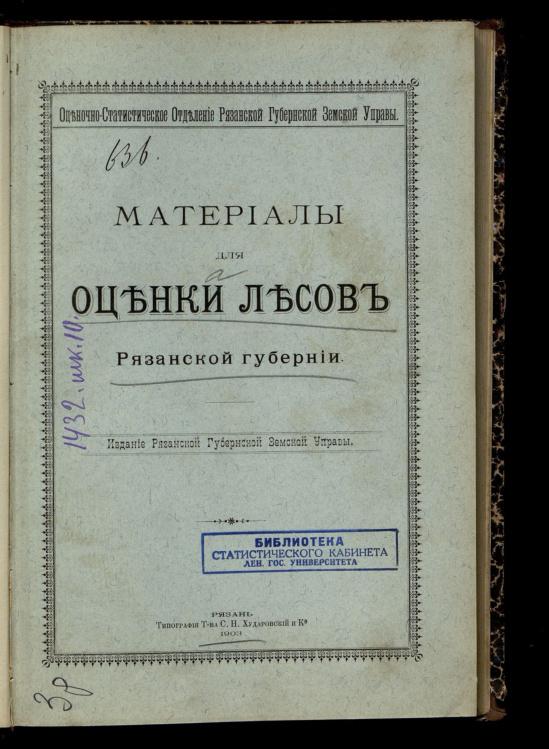 Оцѣночно-Статистическое Отдѣленіе Рязанской Губернской Земской Управы.
636.
МАТЕРІАЛЫ
ДЛЯ
ОЦѢНКИ ЛѢСОВЪ
Рязанской губерніи.
1432. шк. 10.
Изданіе Рязанской Губернской Земской Управы.
БИБЛИОТЕКА
СТАТИСТИЧЕСКОГО КАБИНЕТА
ЛЕН. ГОС. УНИВЕРСИТЕТА
РЯЗАНЬ.
Типографія Т-ва С. Н. Хударовскій и Кº
1903